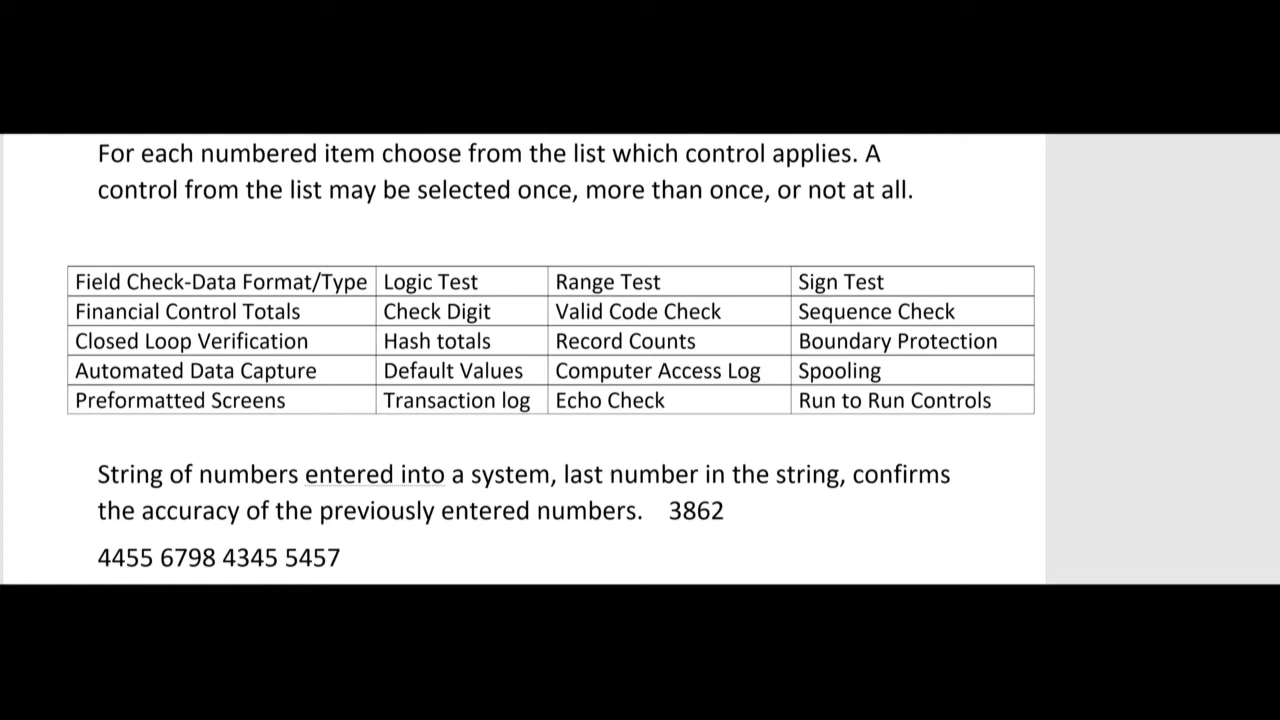 For each numbered item choose from the list which control applies. A
control from the list may be selected once, more than once, or not at all.
Field Check-Data Format/Type Logic Test Range Test Sign Test
Financial Control Totals Check Digit Valid Code Check Sequence Check
Closed Loop Verification Hash totals Record Counts Boundary Protection
Automated Data Capture Default Values Computer Access Log Spooling
Preformatted Screens Transaction log Echo Check Run to Run Controls
String of numbers entered into a system, last number in the string, confirms
the accuracy of the previously entered numbers. 3862
4455 6798 4345 5457